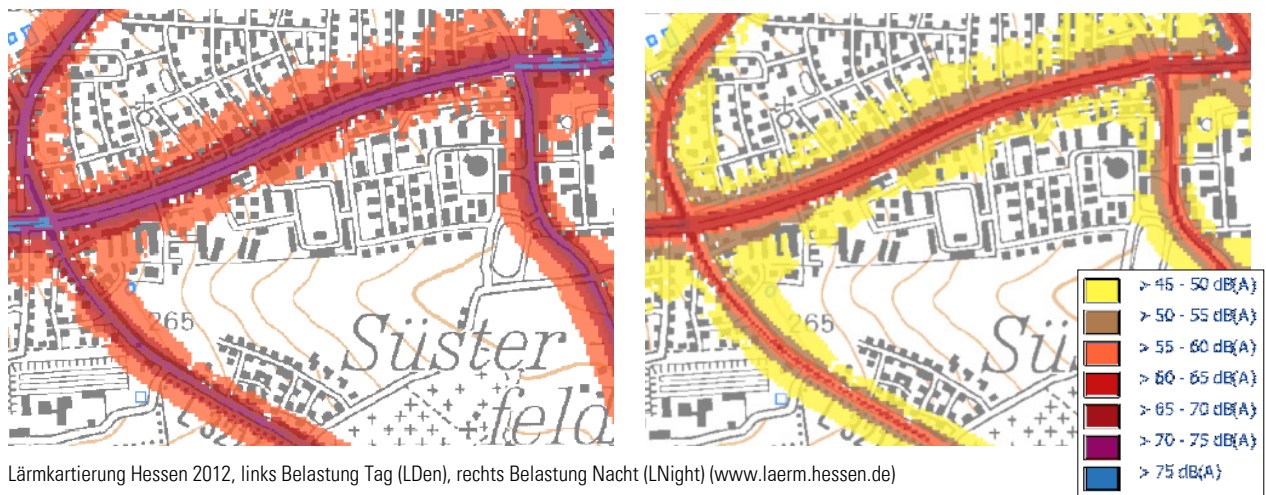 265
Süster
feld
265
Sü
> 45 - 50 dB(A)
> 50 - 55 dB(A)
> 55 - 60 dB(A)
> 60 - 65 dB(A)
> 65 - 70 dB(A)
> 70 - 75 dB(A)
> 75 dB(A)
Lärmkartierung Hessen 2012, links Belastung Tag (LDen), rechts Belastung Nacht (LNight) (www.laerm.hessen.de)